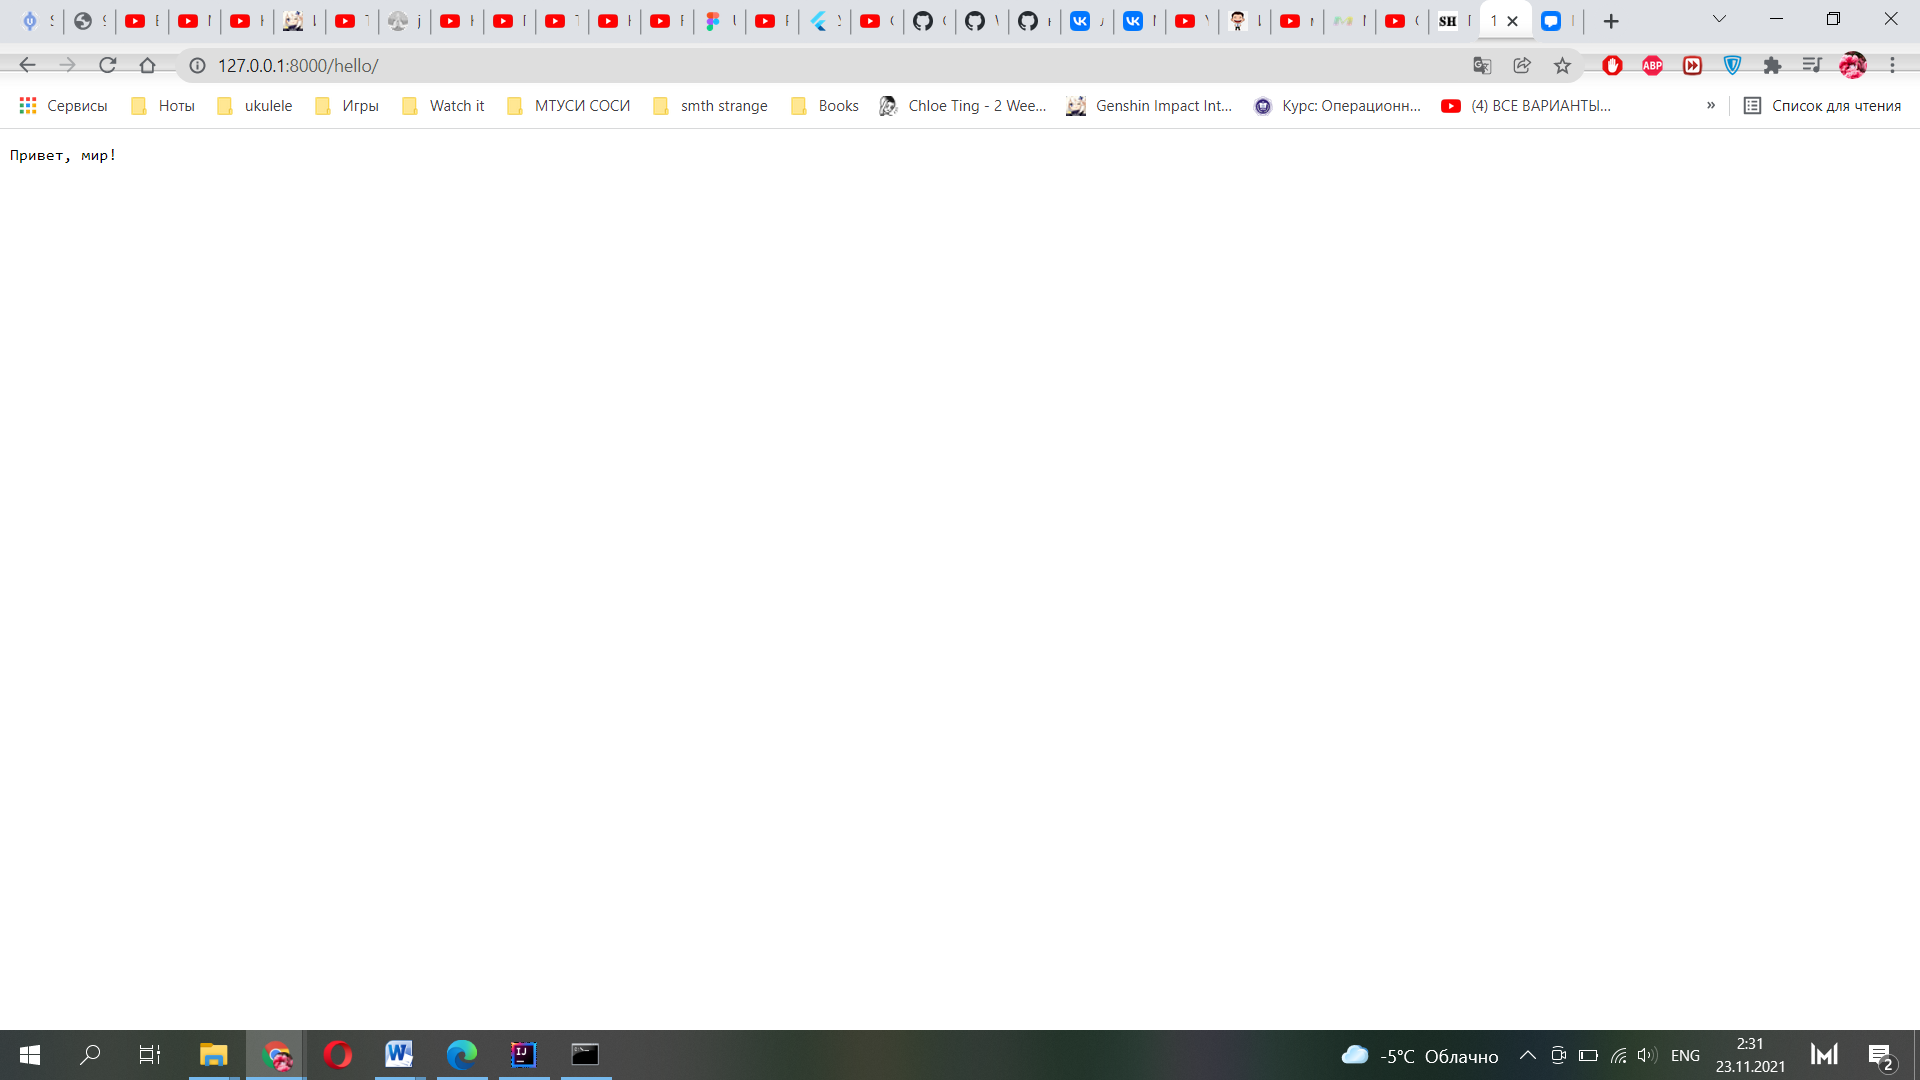 127.0.0.1:8000/hello/
Сервисы Ноты ukulele Игры Watch it МТУСИ СОСИ smth strange Books Chloe Ting - 2 Wee... Genshin Impact Int... Курс: Операционн... (4) ВСЕ ВАРИАНТЫ... » Список для чтения
Привет, мир!
-5°C Облачно ENG 2:31
23.11.2021
2